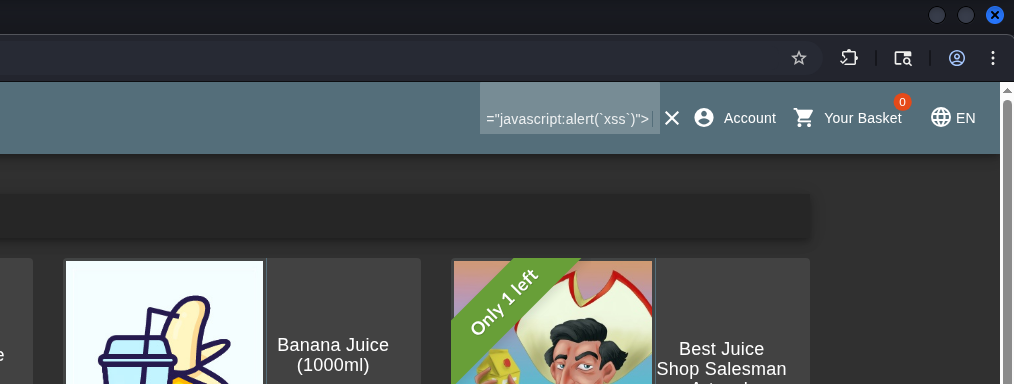 0
="javascript:alert(`xss`)">
Account
Your Basket
EN
Only 1 left
Banana Juice
(1000ml)
Best Juice
Shop Salesman